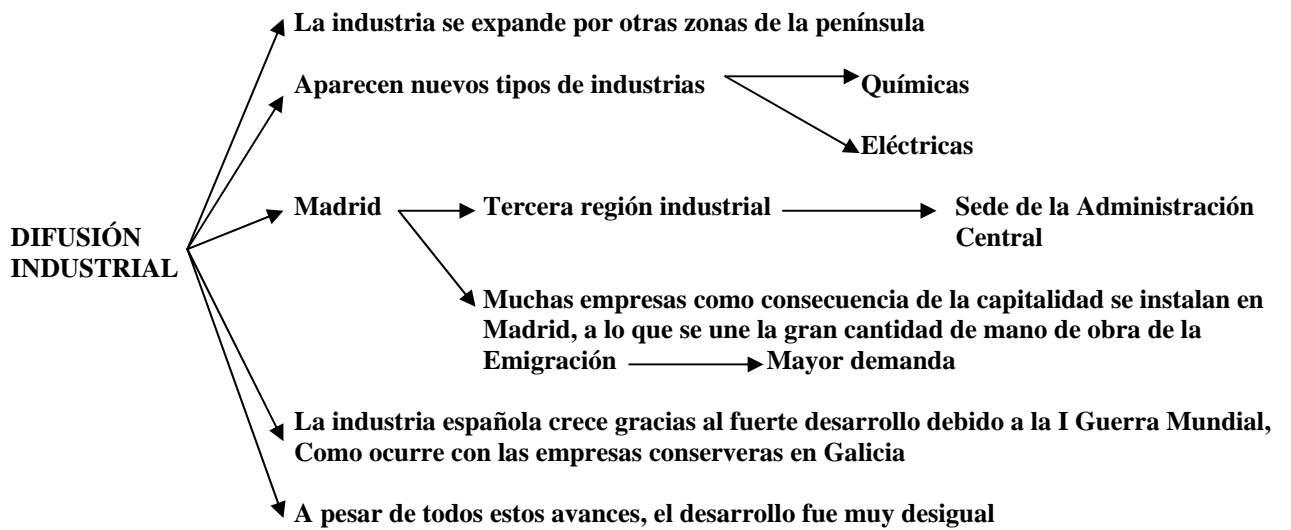 La industria se expande por otras zonas de la península
Aparecen nuevos tipos de industrias
Químicas
Eléctricas
Madrid
Tercera región industrial
Sede de la Administración
Central
DIFUSIÓN
INDUSTRIAL
Muchas empresas como consecuencia de la capitalidad se instalan en
Madrid, a lo que se une la gran cantidad de mano de obra de la
Emigración
Mayor demanda
La industria española crece gracias al fuerte desarrollo debido a la I Guerra Mundial,
Como ocurre con las empresas conserveras en Galicia
A pesar de todos estos avances, el desarrollo fue muy desigual